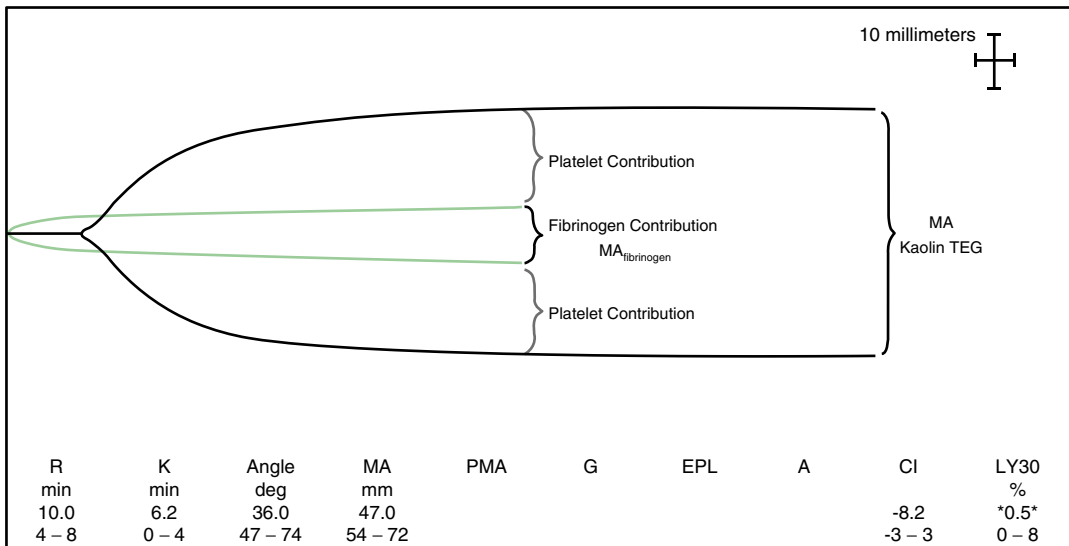 10 millimeters
Platelet Contribution
Fibrinogen Contribution
MAfibrinogen
MA
Kaolin TEG
Platelet Contribution
R K Angle MA PMA G EPL A CI LY30
min min deg mm %
10.0 6.2 36.0 47.0 -8.2 *0.5*
4 – 8 0 – 4 47 – 74 54 – 72 -3 – 3 0 – 8